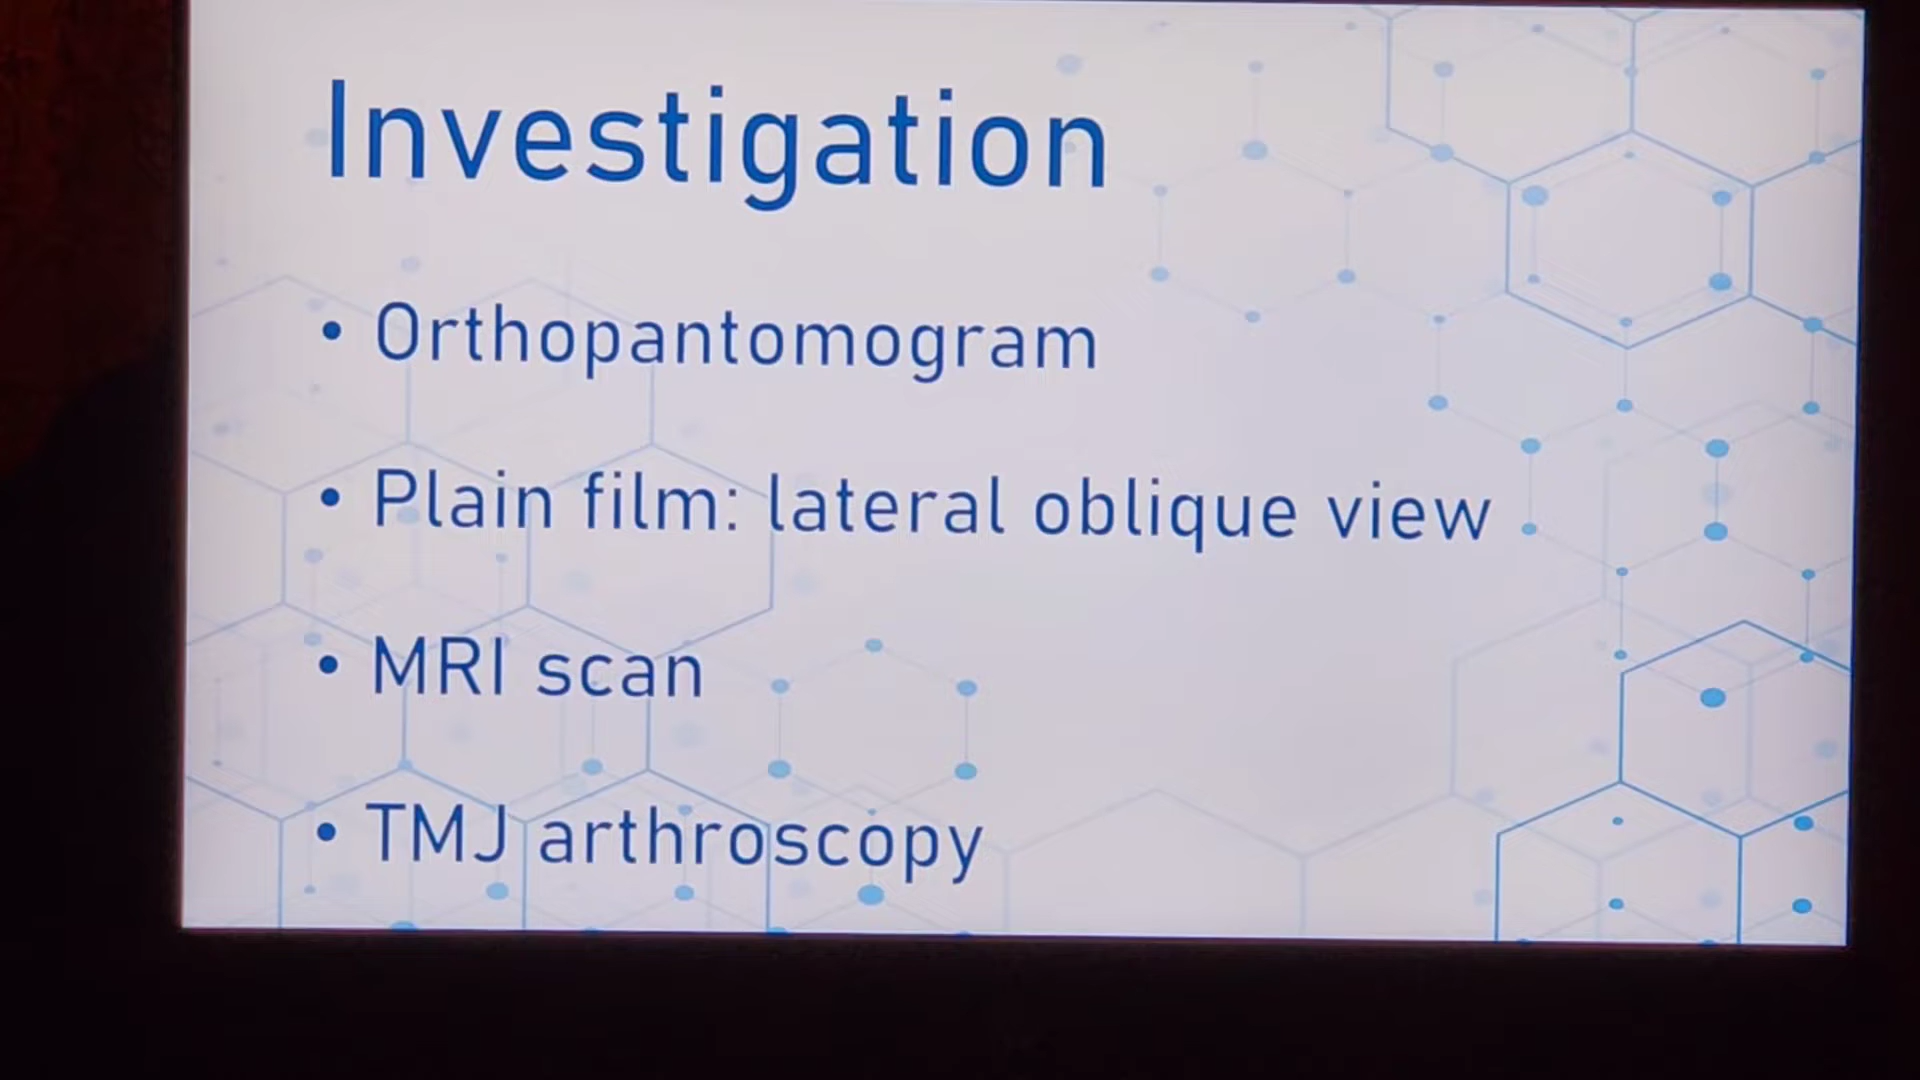 Investigation
• Orthopantomogram
• Plain film: lateral oblique view
• MRI scan
• TMJ arthroscopy